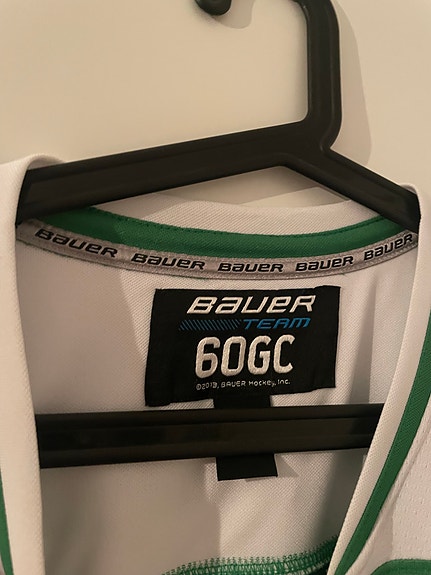 BAUER BAUER BAUER BAUER BAUER
BAUER
TEAM
60GC
©2013, BAUER Hockey, Inc.